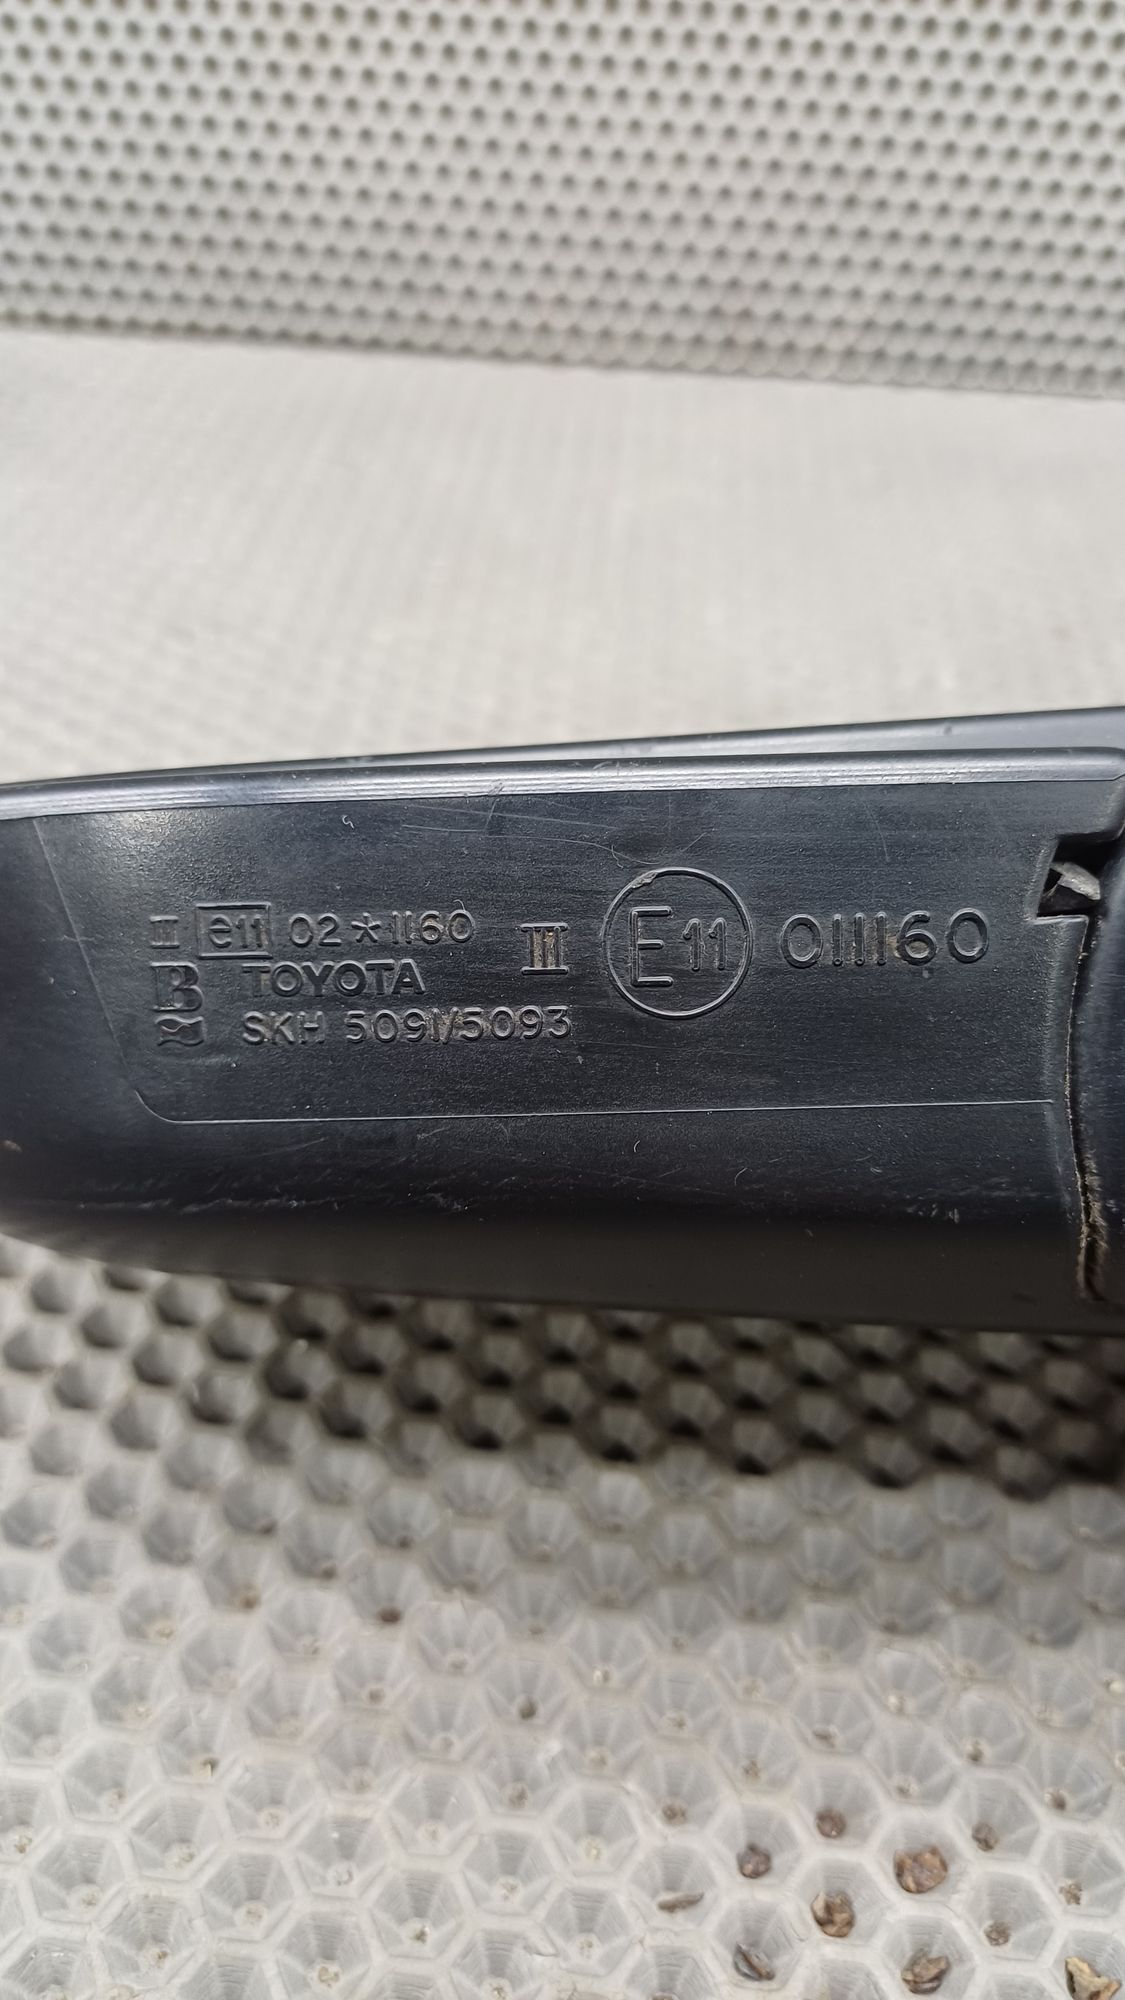 II e11 02*1160
III E11 011160
B TOYOTA
SKH 5091/5093